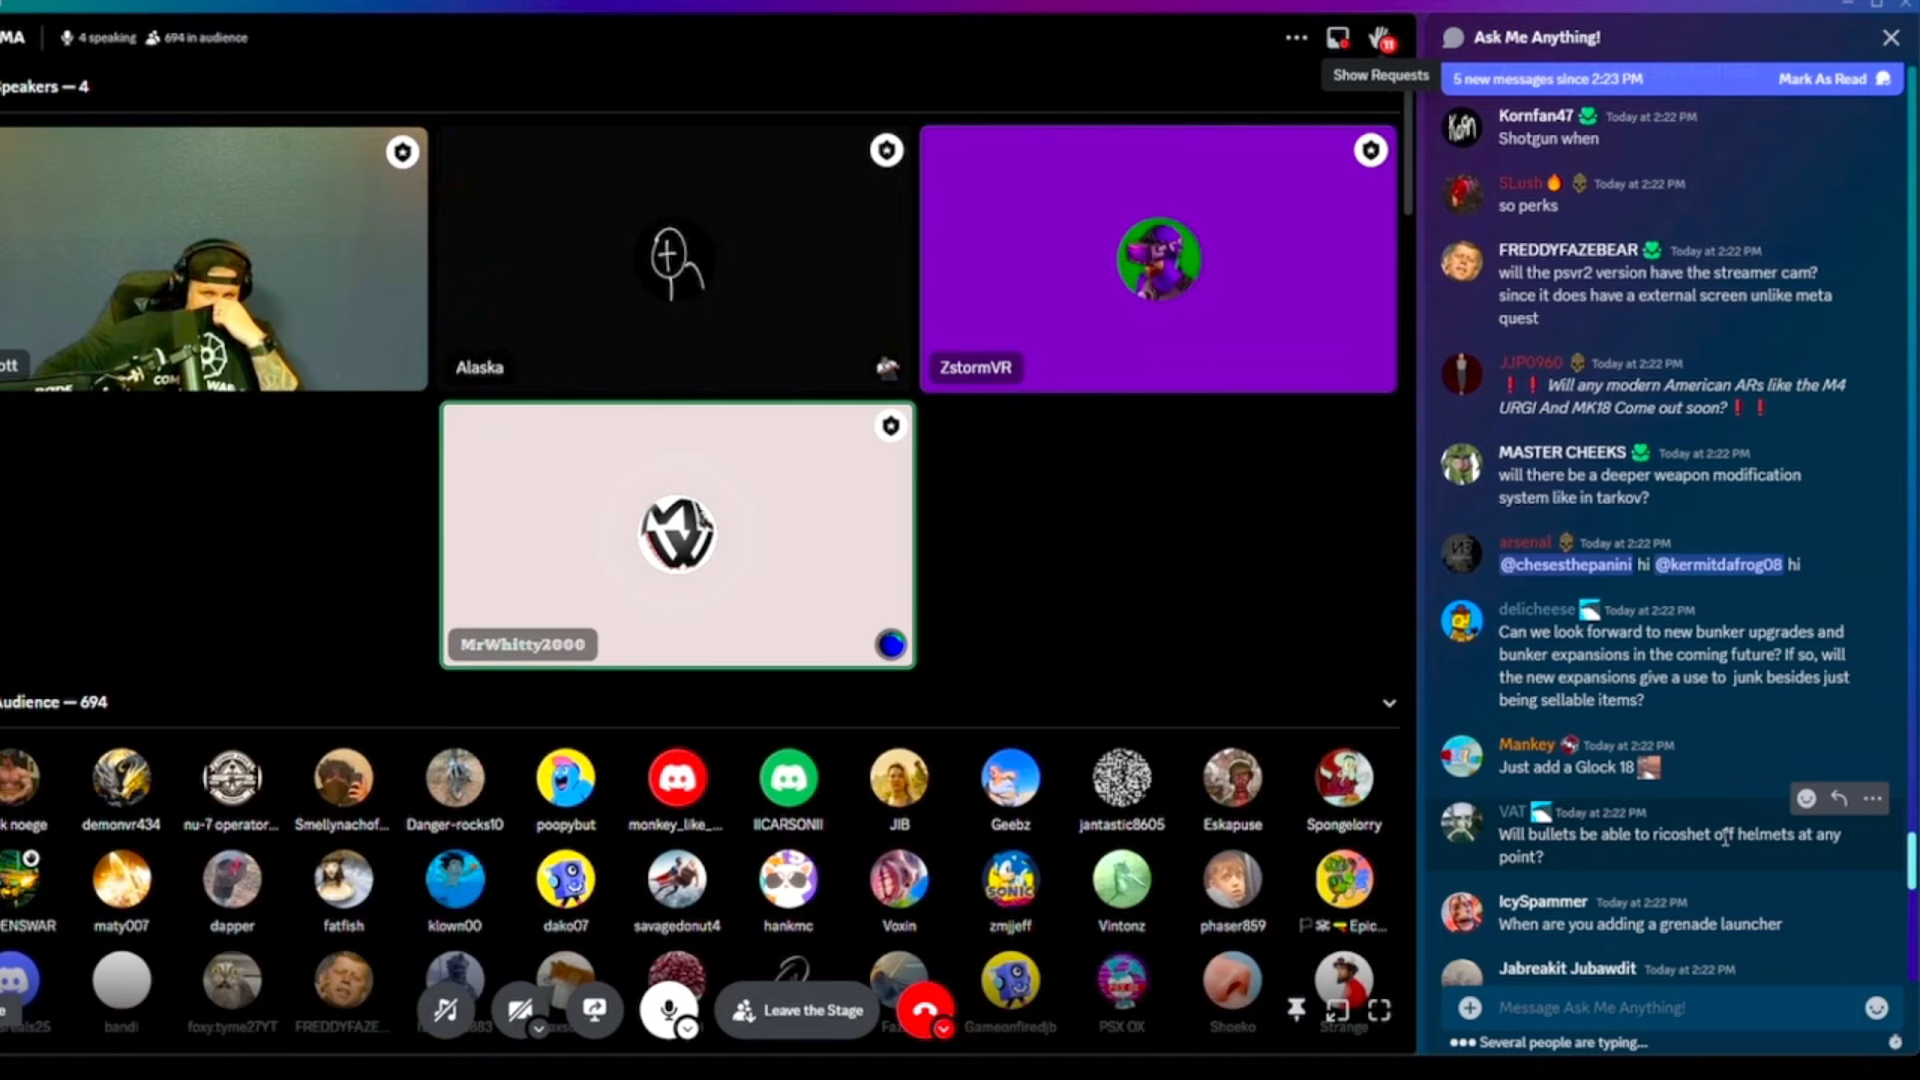 MA
4 speaking
694 in audience
Show Requests
Speakers — 4
ott
Alaska
ZstormVR
MrWhitty2000
Audience — 694
k noege
demonvr434
nu-7 operator...
Smellynachof...
Danger-rocks10
poopybut
monkey_like_...
IICARSONII
JIB
Geebz
jantastic8605
Eskapuse
Spongelorry
ENSWAR
maty007
dapper
fatfish
klown00
dako07
savagedonut4
hankmc
Voxin
zmjjeff
Vintonz
phaser859
Epic...
bandi
foxy.tyme27YT
FREDDYFAZE...
Leave the Stage
Gameonfiredjb
PSX OX
Shoeko
Strange
Ask Me Anything!
5 new messages since 2:23 PM
Mark As Read
Kornfan47 Today at 2:22 PM
Shotgun when
SLush Today at 2:22 PM
so perks
FREDDYFAZEBEAR Today at 2:22 PM
will the psvr2 version have the streamer cam?
since it does have a external screen unlike meta
quest
JJP0960 Today at 2:22 PM
❗❗ Will any modern American ARs like the M4
URGI And MK18 Come out soon?❗❗
MASTER CHEEKS Today at 2:22 PM
will there be a deeper weapon modification
system like in tarkov?
arsenal Today at 2:22 PM
@chesesthepanini hi @kermitdafrog08 hi
delicheese Today at 2:22 PM
Can we look forward to new bunker upgrades and
bunker expansions in the coming future? If so, will
the new expansions give a use to junk besides just
being sellable items?
Mankey Today at 2:22 PM
Just add a Glock 18
VAT Today at 2:22 PM
Will bullets be able to ricoshet off helmets at any
point?
IcySpammer Today at 2:22 PM
When are you adding a grenade launcher
Jabreakit Jubawdit Today at 2:22 PM
Message Ask Me Anything!
Several people are typing...